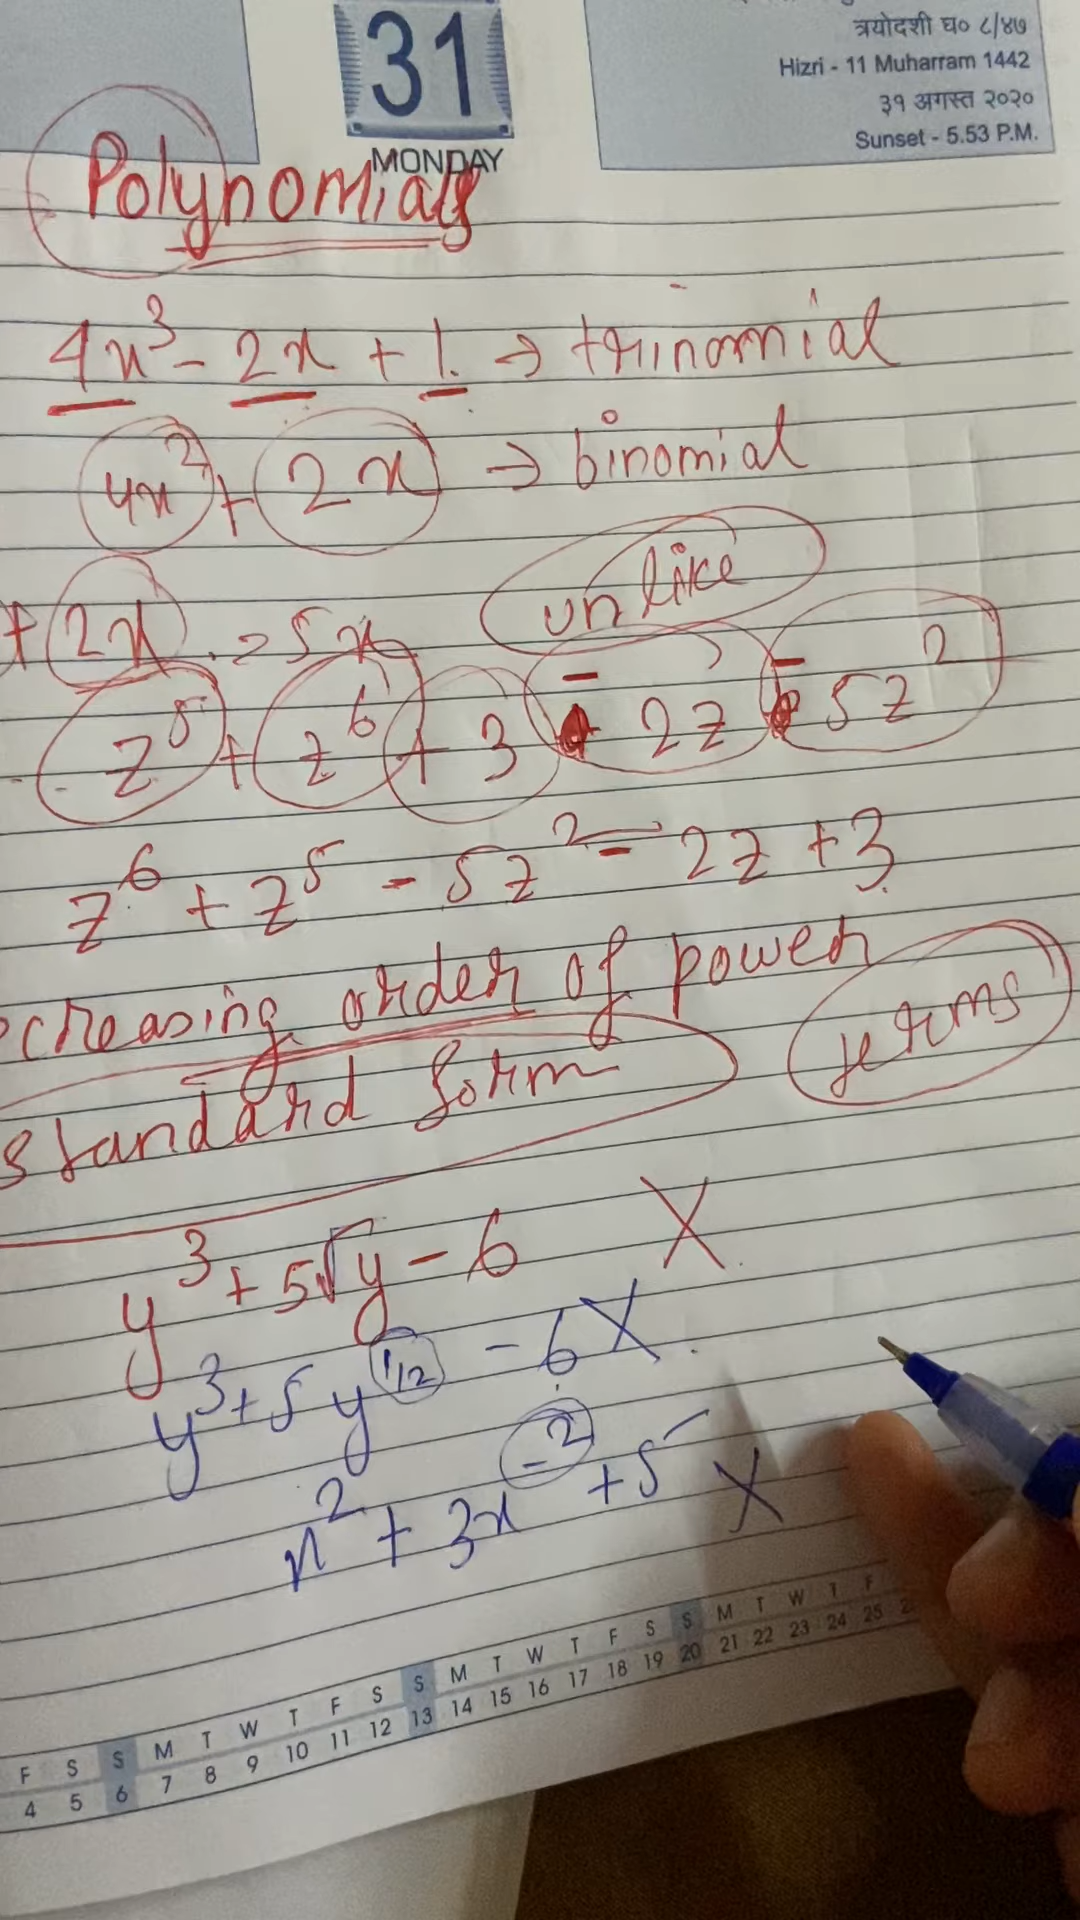 31
MONDAY
त्रयोदशी घ० ८/४७
Hizri - 11 Muharram 1442
३१ अगस्त २०२०
Sunset - 5.53 P.M.
Polynomials
4x³ - 2x + 1. → trinomial
4x² + 2x → binomial
unlike
+ 2x = 5x
z⁵ + z⁶ + 3 - 2z - 5z²
z⁶ + z⁵ - 5z² - 2z + 3
creasing order of power
terms
standard form
y³ + 5√y - 6 X
y³ + 5y^1/2 - 6 X
x² + 3x^-2 + 5 X
F S S M T W T F S S M T W T F S S M T W T F
4 5 6 7 8 9 10 11 12 13 14 15 16 17 18 19 20 21 22 23 24 25